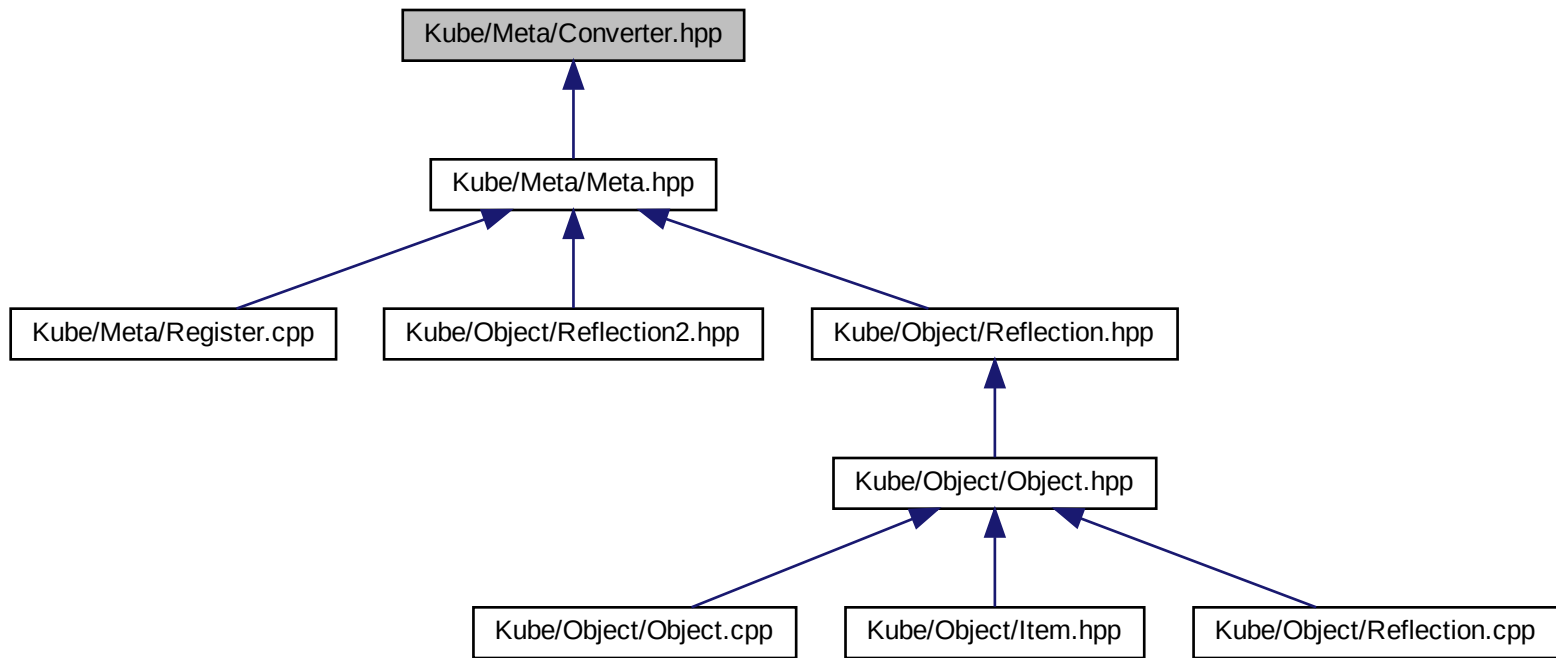 Kube/Meta/Converter.hpp
Kube/Meta/Meta.hpp
Kube/Meta/Register.cpp
Kube/Object/Reflection2.hpp
Kube/Object/Reflection.hpp
Kube/Object/Object.hpp
Kube/Object/Object.cpp
Kube/Object/Item.hpp
Kube/Object/Reflection.cpp